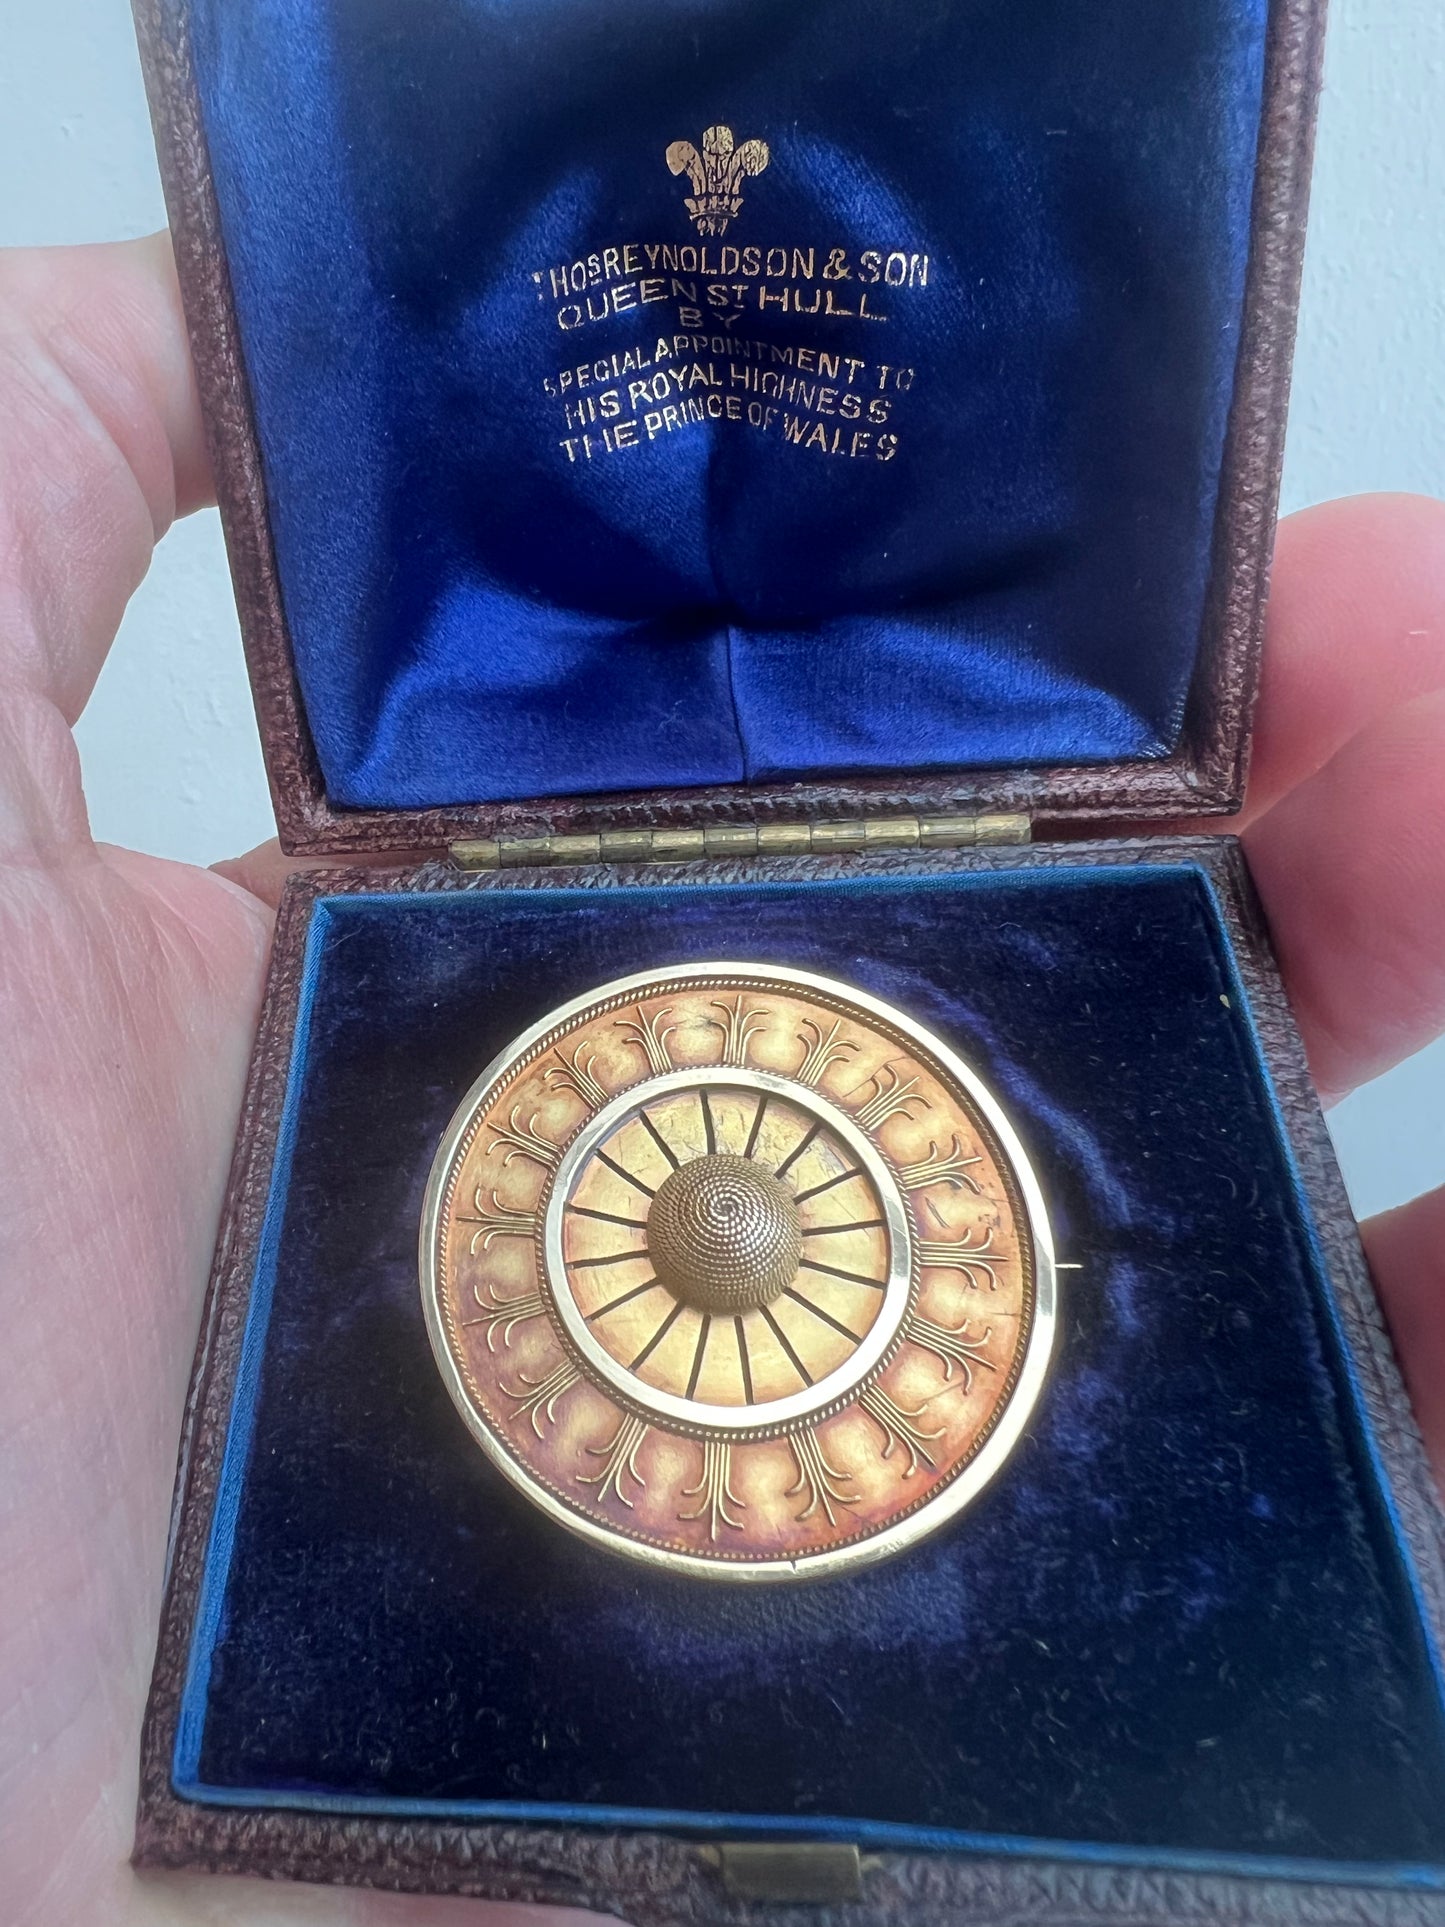 THOS REYNOLDSON & SON
QUEEN ST HULL
BY
SPECIAL APPOINTMENT TO
HIS ROYAL HIGHNESS
THE PRINCE OF WALES